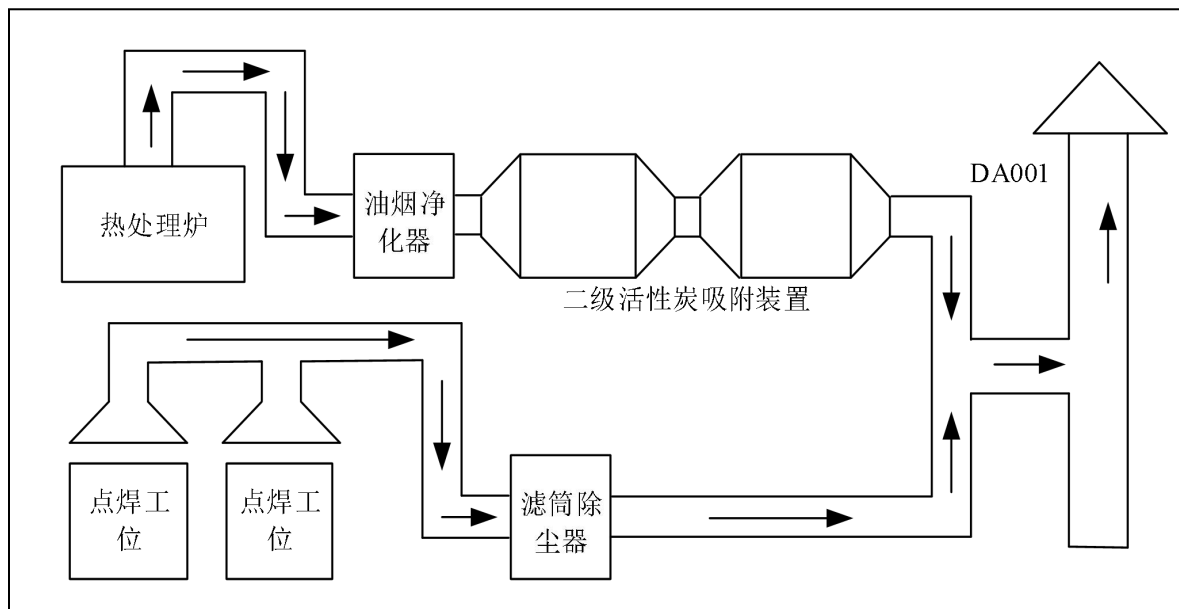 热处理炉
油烟净
化器
二级活性炭吸附装置
DA001
点焊工
位
点焊工
位
滤筒除
尘器